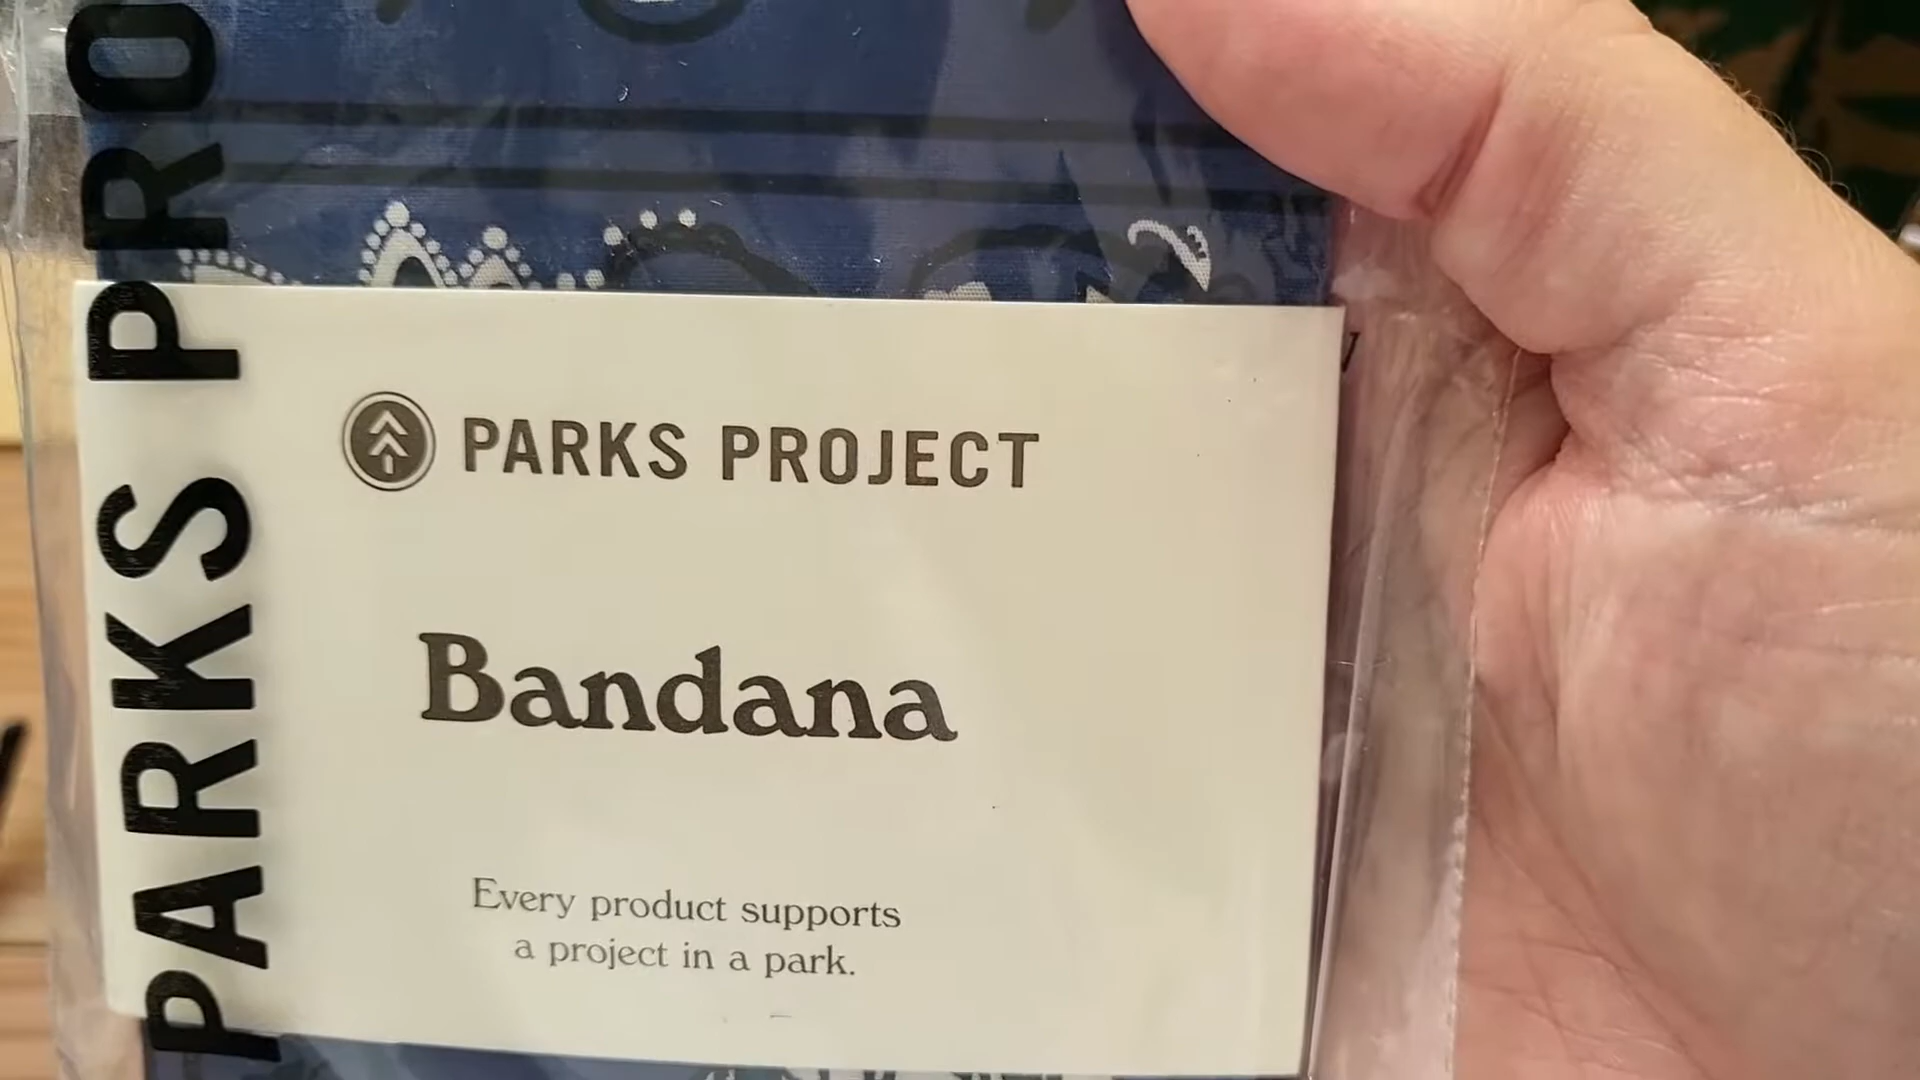 PARKS PRO
PARKS PROJECT
Bandana
Every product supports
a project in a park.